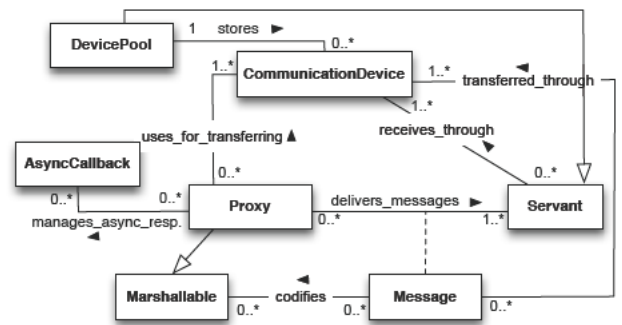 1 stores ►
DevicePool
0..*
1..* CommunicationDevice 1..* ◄ transferred_through
1..*
uses_for_transferring ▲
receives_through ◄
AsyncCallback
0..* 0..*
0..* 0..* Proxy delivers_messages ► Servant
manages_async_resp. 0..* 1..*
◄
◄
Marshallable 0..* codifies 0..* Message 0..*